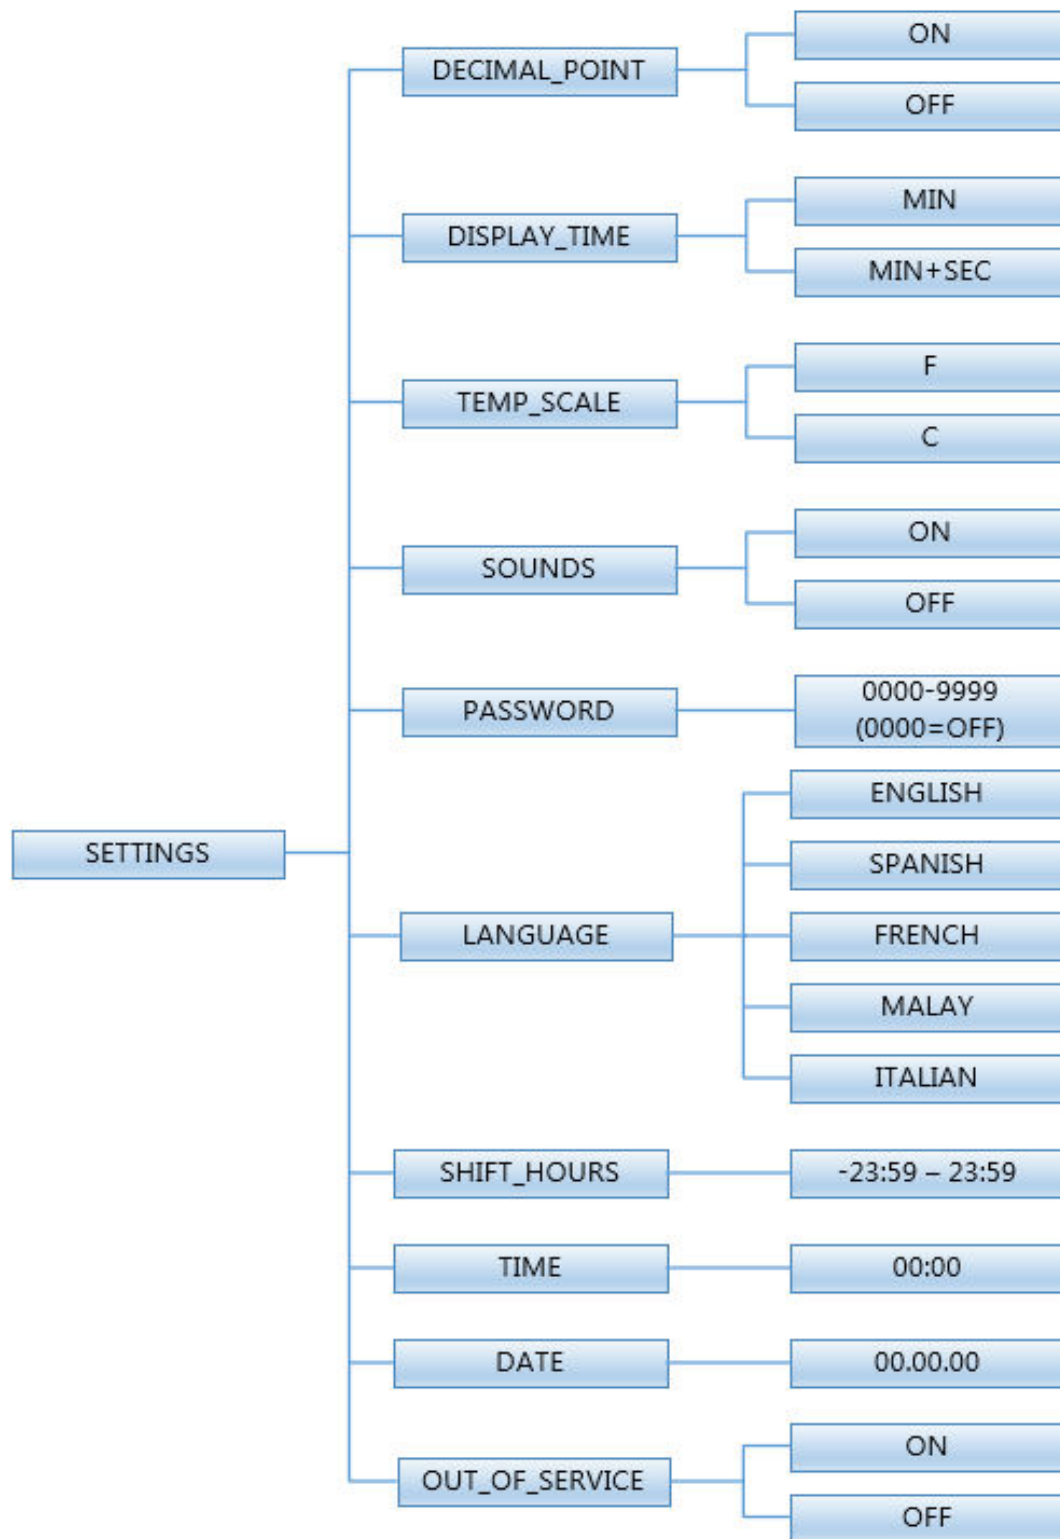 SETTINGS
DECIMAL_POINT
ON
OFF
DISPLAY_TIME
MIN
MIN+SEC
TEMP_SCALE
F
C
SOUNDS
ON
OFF
PASSWORD
0000-9999
(0000=OFF)
LANGUAGE
ENGLISH
SPANISH
FRENCH
MALAY
ITALIAN
SHIFT_HOURS
-23:59 – 23:59
TIME
00:00
DATE
00.00.00
OUT_OF_SERVICE
ON
OFF